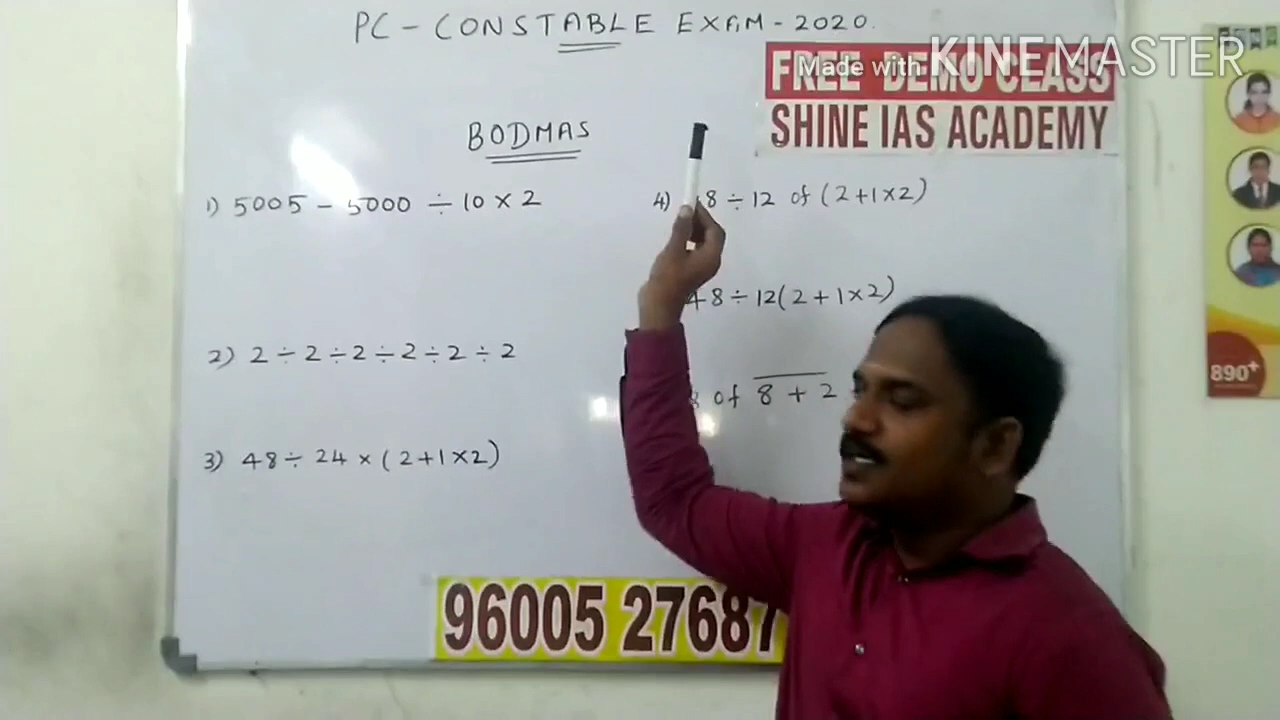 PC - CONSTABLE EXAM - 2020.
Made with KINEMASTER
FREE DEMO CLASS
SHINE IAS ACADEMY
BODMAS
1) 5005 - 5000 ÷ 10 × 2
2) 2 ÷ 2 ÷ 2 ÷ 2 ÷ 2 ÷ 2
3) 48 ÷ 24 × (2+1×2)
4) 48 ÷ 12 of (2+1×2)
48 ÷ 12(2+1×2)
of 8 + 2
96005 27687
890+